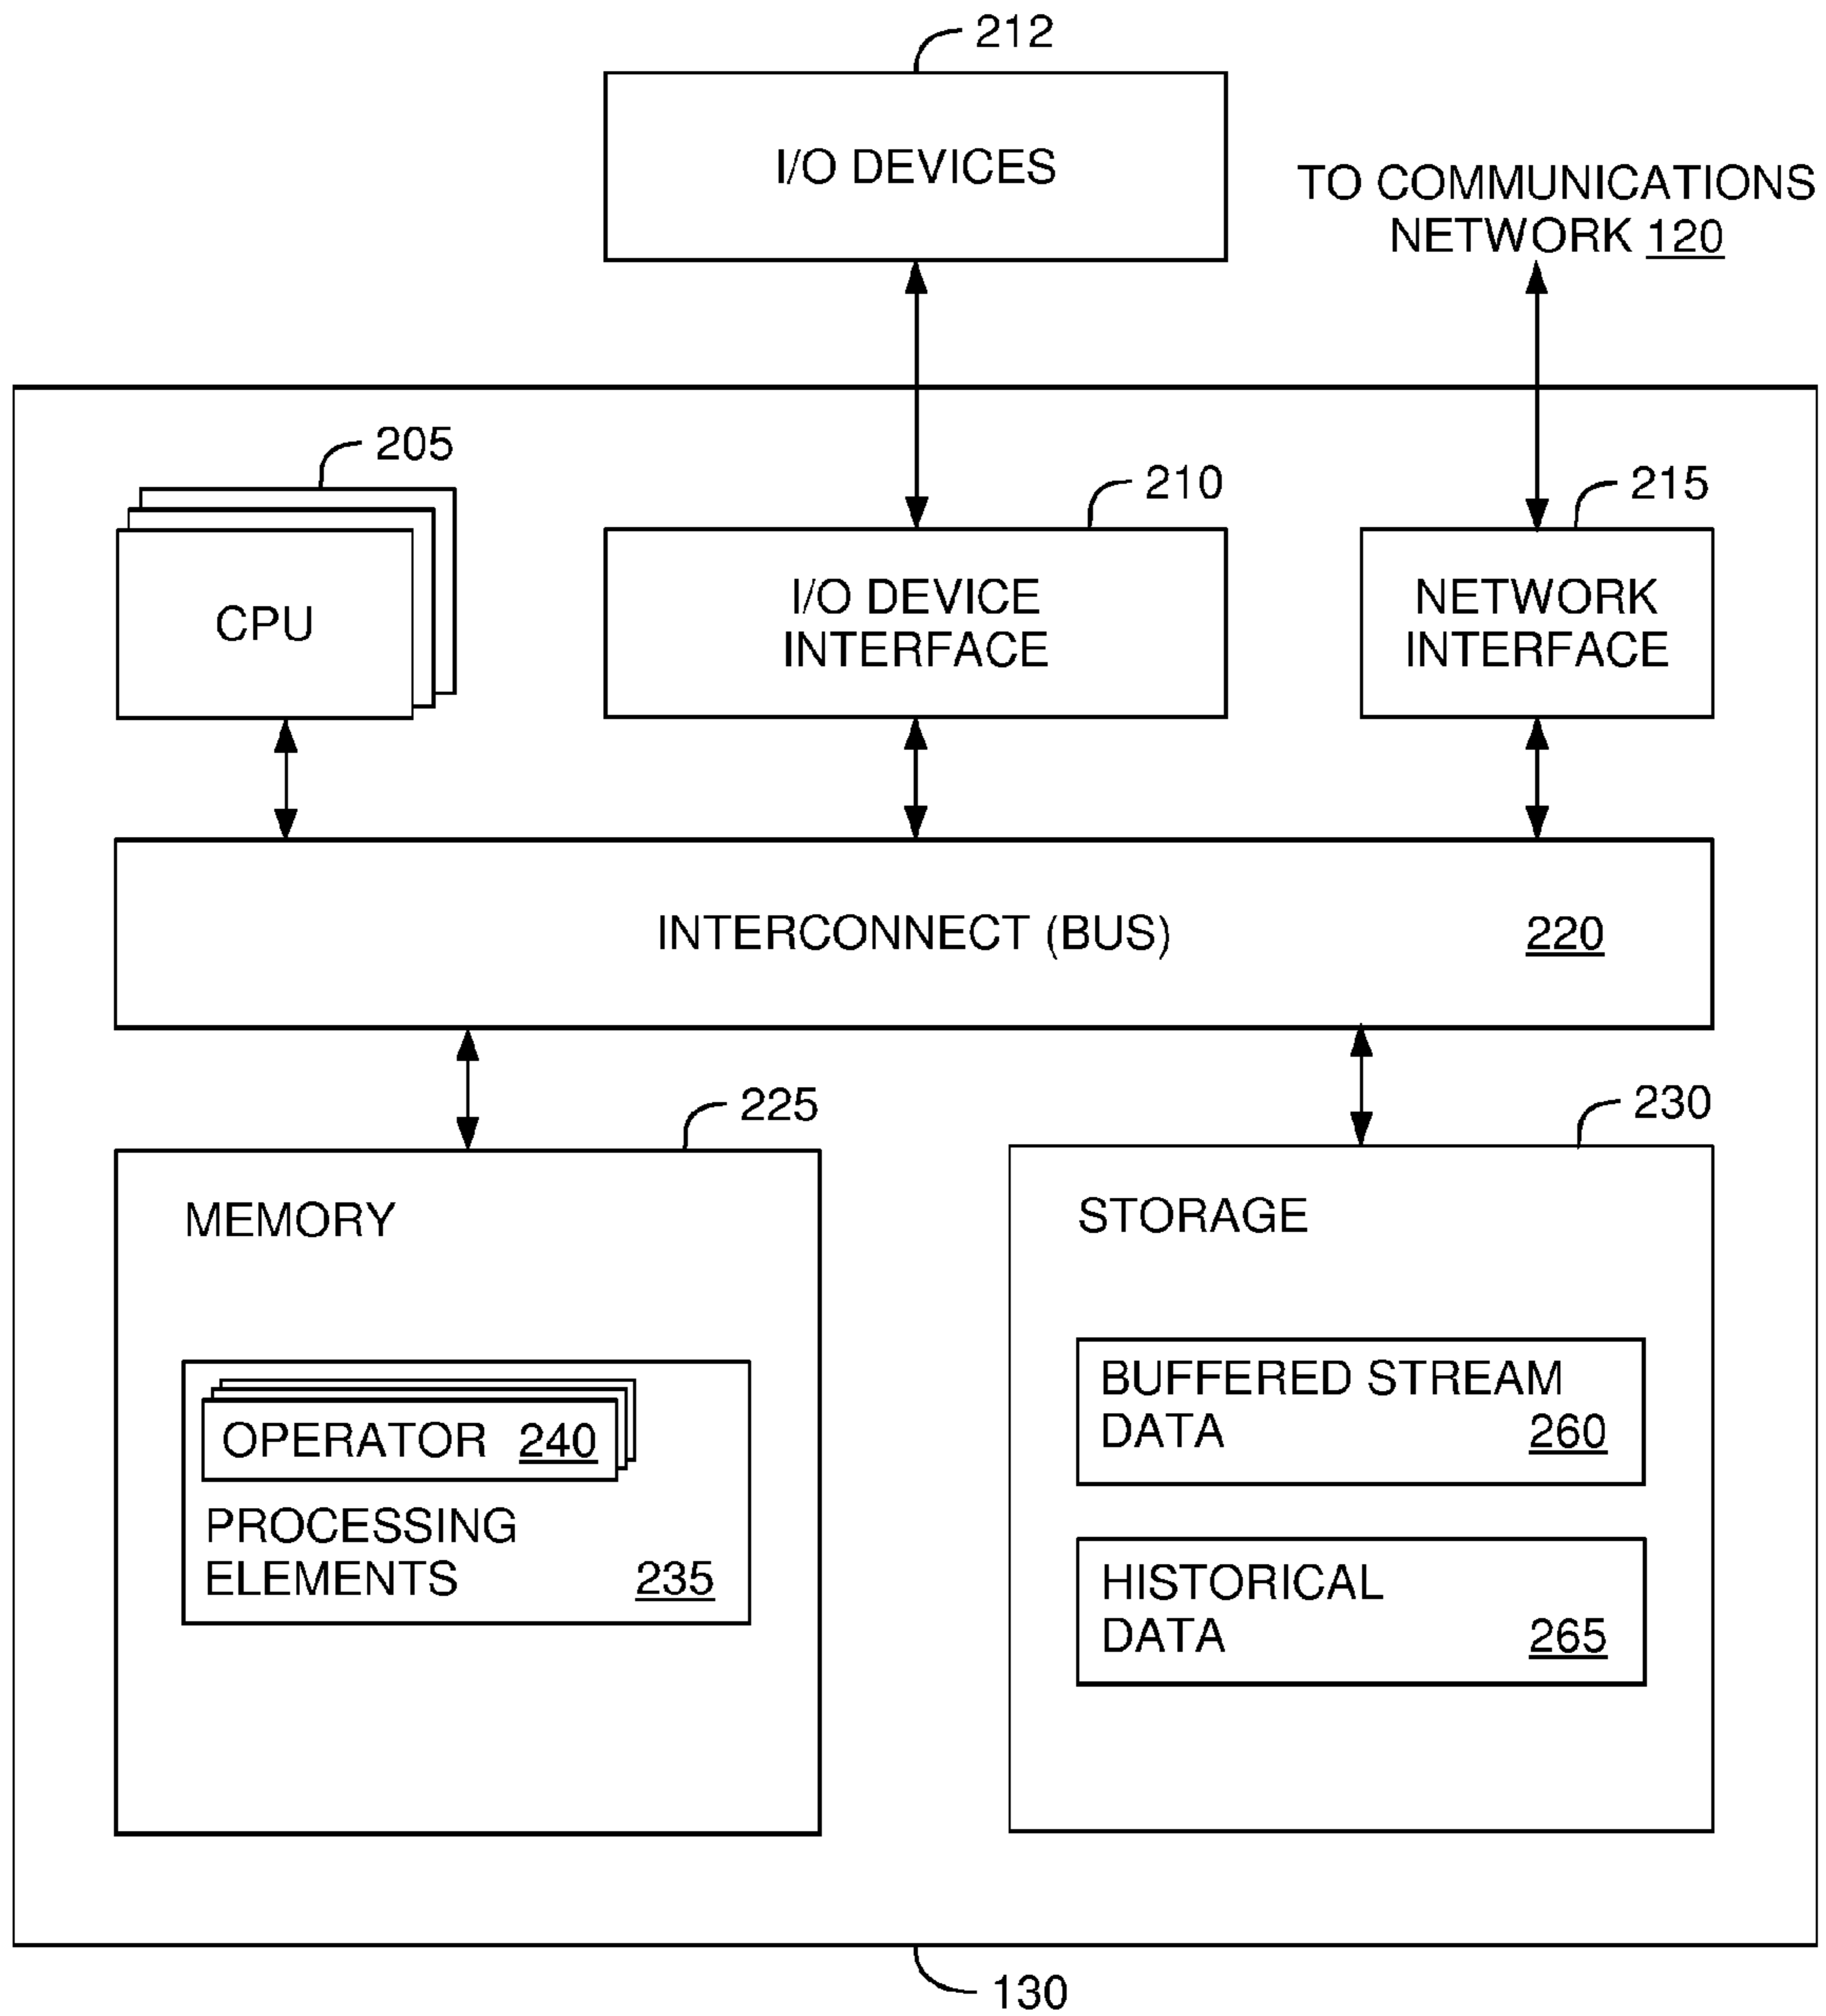 212
I/O DEVICES
TO COMMUNICATIONS
NETWORK 120
205
210
215
CPU
I/O DEVICE
INTERFACE
NETWORK
INTERFACE
INTERCONNECT (BUS) 220
225
230
MEMORY
STORAGE
OPERATOR 240
PROCESSING
ELEMENTS 235
BUFFERED STREAM
DATA 260
HISTORICAL
DATA 265
130